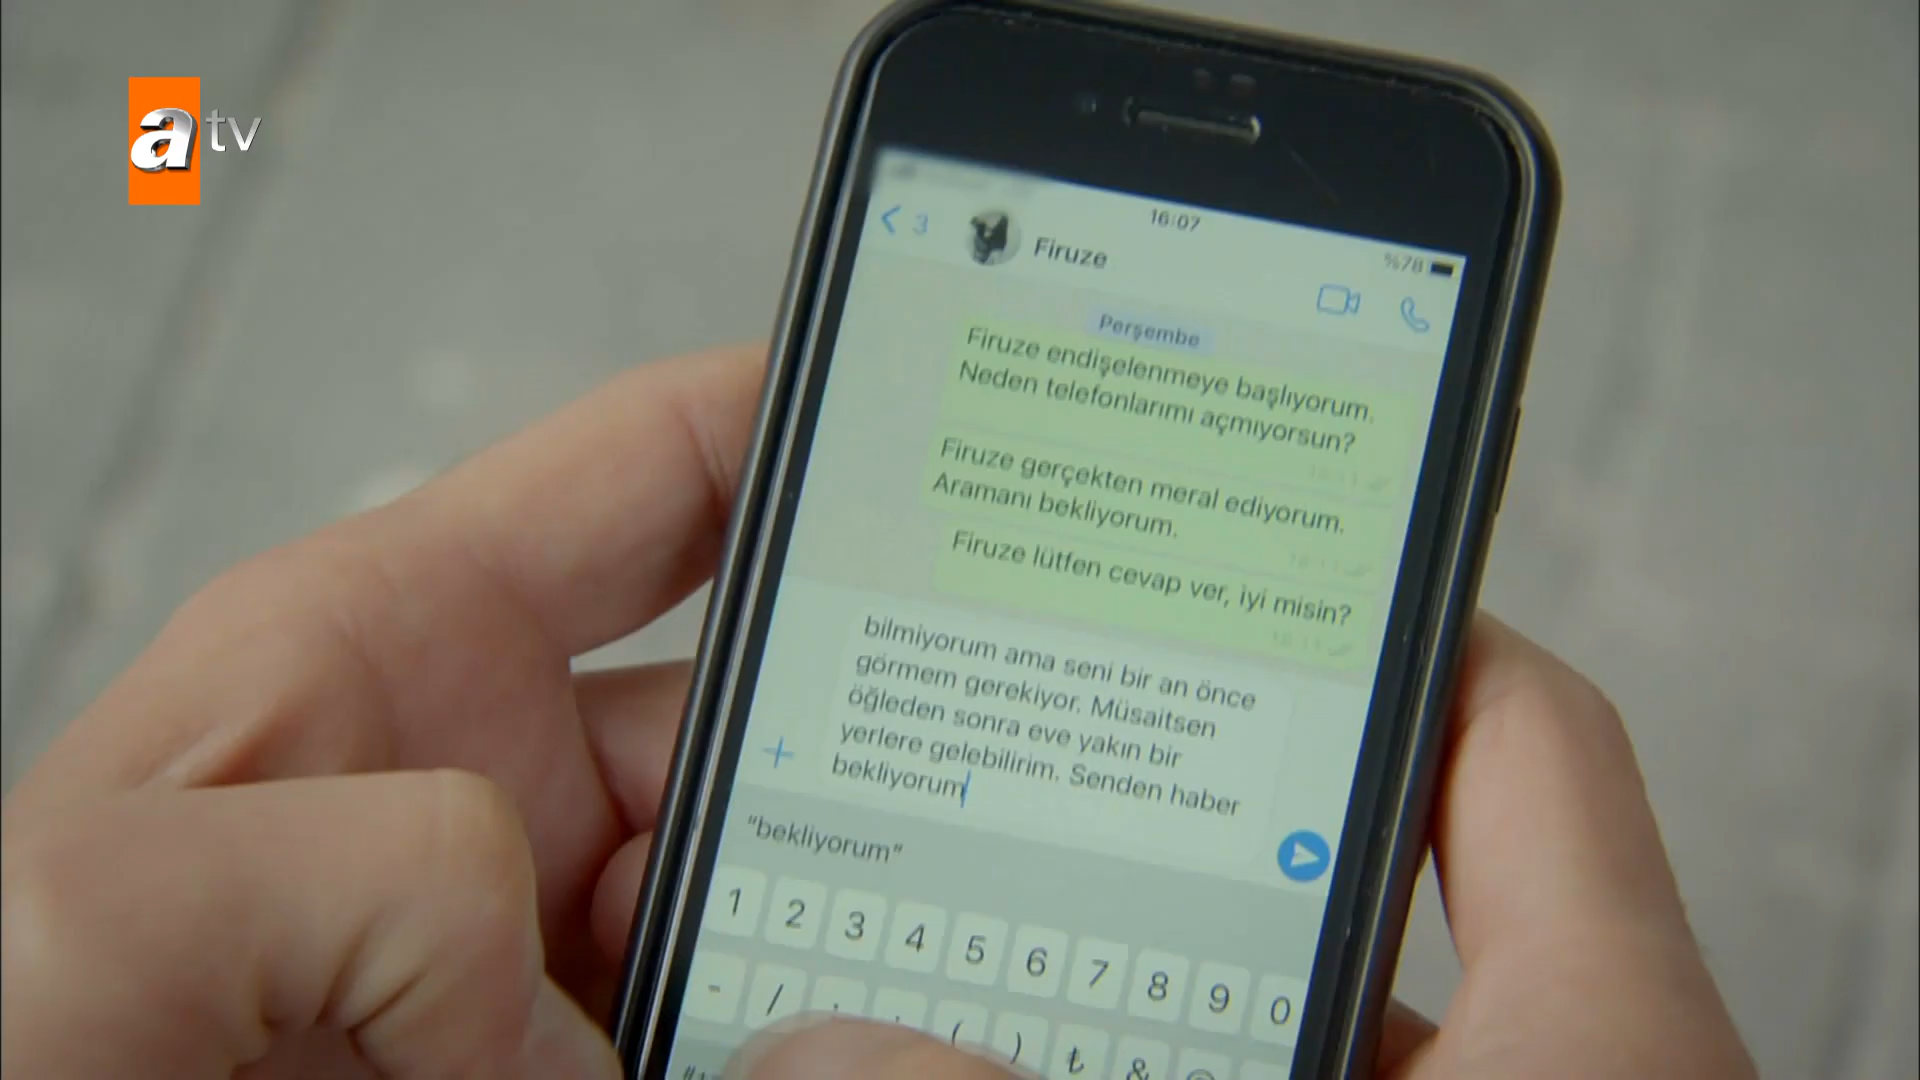 atv
16:07
%78
3
Firuze
Perşembe
Firuze endişelenmeye başlıyorum.
Neden telefonlarımı açmıyorsun?
Firuze gerçekten meral ediyorum.
Aramanı bekliyorum.
Firuze lütfen cevap ver, iyi misin?
bilmiyorum ama seni bir an önce
görmem gerekiyor. Müsaitsen
öğleden sonra eve yakın bir
yerlere gelebilirim. Senden haber
bekliyorum
"bekliyorum"
1 2 3 4 5 6 7 8 9 0
- / ( ) ₺ &